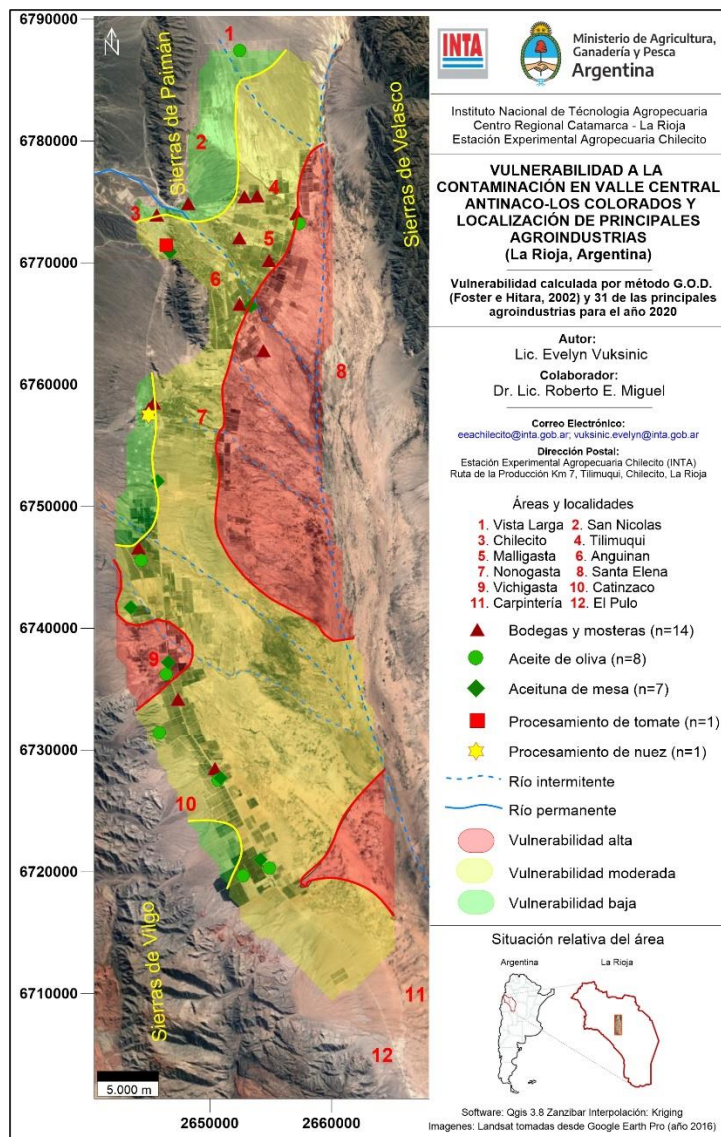 6790000
6780000
6770000
6760000
6750000
6740000
6730000
6720000
6710000
2650000
2660000
N
Sierras de Paimán
Sierras de Velasco
Sierras de Vilgo
1
2
3
4
5
6
7
8
9
10
11
12
5.000 m
INTA
Ministerio de Agricultura,
Ganadería y Pesca
Argentina
Instituto Nacional de Técnologia Agropecuaria
Centro Regional Catamarca - La Rioja
Estación Experimental Agropecuaria Chilecito
VULNERABILIDAD A LA
CONTAMINACIÓN EN VALLE CENTRAL
ANTINACO-LOS COLORADOS Y
LOCALIZACIÓN DE PRINCIPALES
AGROINDUSTRIAS
(La Rioja, Argentina)
Vulnerabilidad calculada por método G.O.D.
(Foster e Hitara, 2002) y 31 de las principales
agroindustrias para el año 2020
Autor:
Lic. Evelyn Vuksinic
Colaborador:
Dr. Lic. Roberto E. Miguel
Correo Electrónico:
eeachilecito@inta.gob.ar; vuksinic.evelyn@inta.gob.ar
Dirección Postal:
Estación Experimental Agropecuaria Chilecito (INTA)
Ruta de la Producción Km 7, Tilimuqui, Chilecito, La Rioja
Áreas y localidades
1. Vista Larga 2. San Nicolas
3. Chilecito 4. Tilimuqui
5. Malligasta 6. Anguinan
7. Nonogasta 8. Santa Elena
9. Vichigasta 10. Catinzaco
11. Carpintería 12. El Pulo
Bodegas y mosteras (n=14)
Aceite de oliva (n=8)
Aceituna de mesa (n=7)
Procesamiento de tomate (n=1)
Procesamiento de nuez (n=1)
Río intermitente
Río permanente
Vulnerabilidad alta
Vulnerabilidad moderada
Vulnerabilidad baja
Situación relativa del área
Argentina
La Rioja
Software: Qgis 3.8 Zanzibar Interpolación: Kriging
Imagenes: Landsat tomadas desde Google Earth Pro (año 2016)